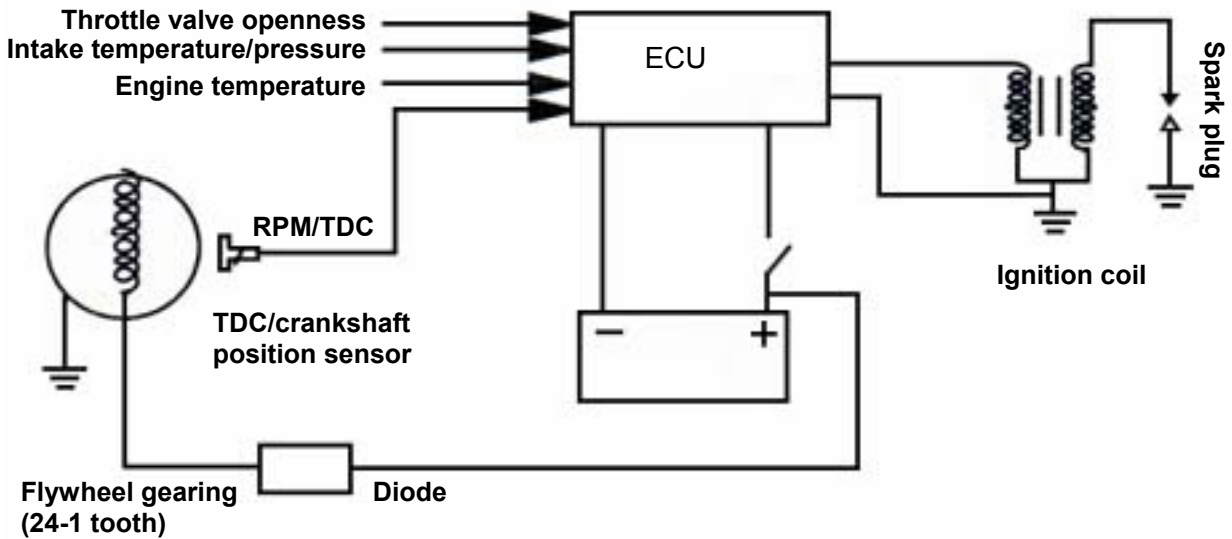 Throttle valve openness
Intake temperature/pressure
Engine temperature
ECU
Spark plug
RPM/TDC
Ignition coil
TDC/crankshaft
position sensor
− +
Flywheel gearing
(24-1 tooth)
Diode